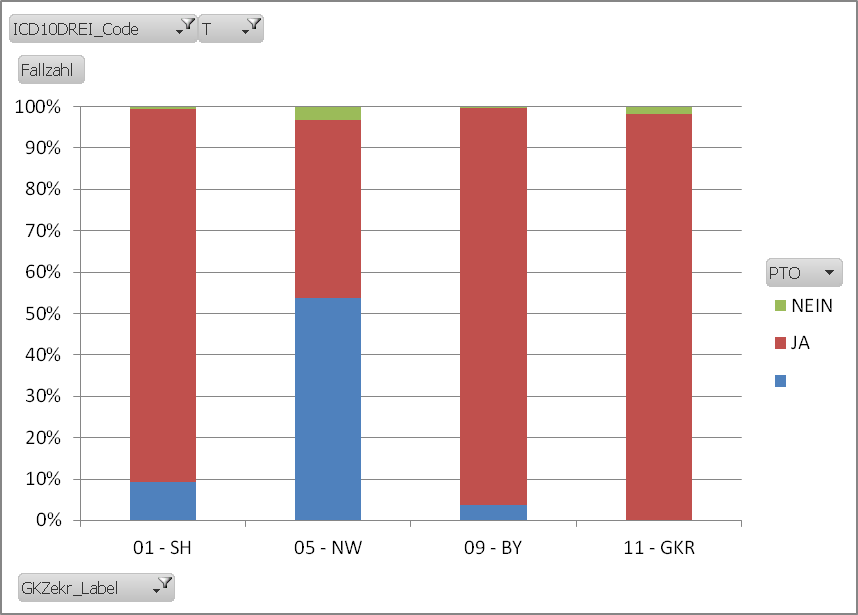 ICD10DREI_Code T
Fallzahl
100%
90%
80%
70%
60%
50%
40%
30%
20%
10%
0%
01 - SH 05 - NW 09 - BY 11 - GKR
PTO
NEIN
JA
GKZekr_Label